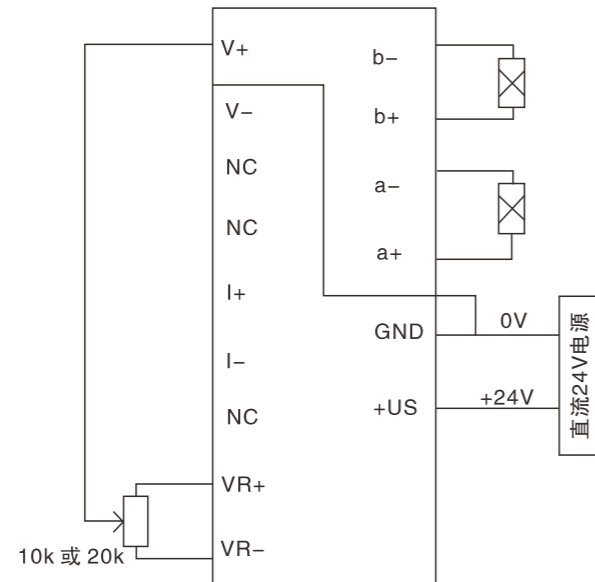 V+
V-
NC
NC
I+
I-
NC
VR+
VR-
10k 或 20k
b-
b+
a-
a+
GND
+US
0V
+24V
直流24V电源